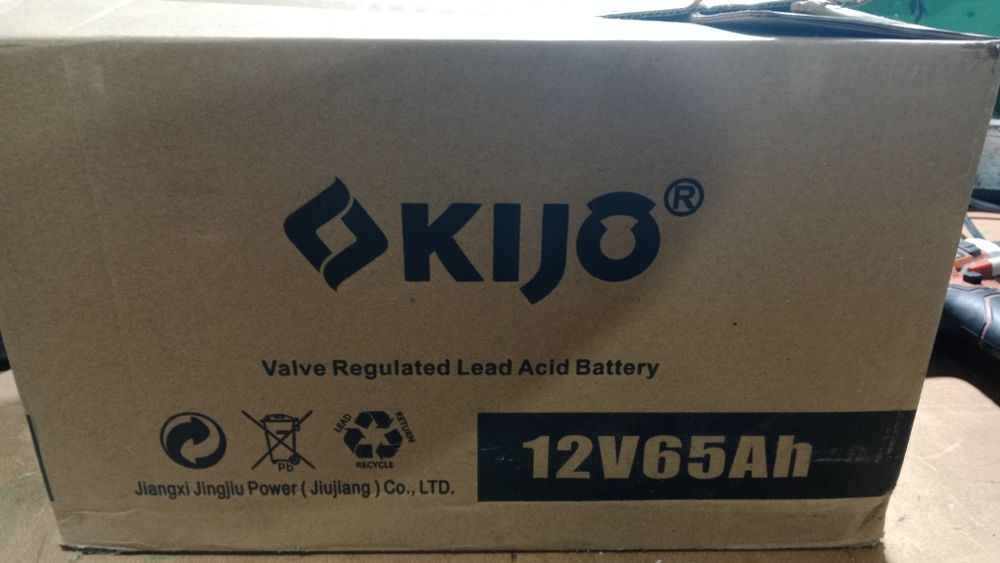 KIJO®
Valve Regulated Lead Acid Battery
LEAD RETURN
Pb
RECYCLE
12V65Ah
Jiangxi Jingjiu Power ( Jiujiang ) Co., LTD.